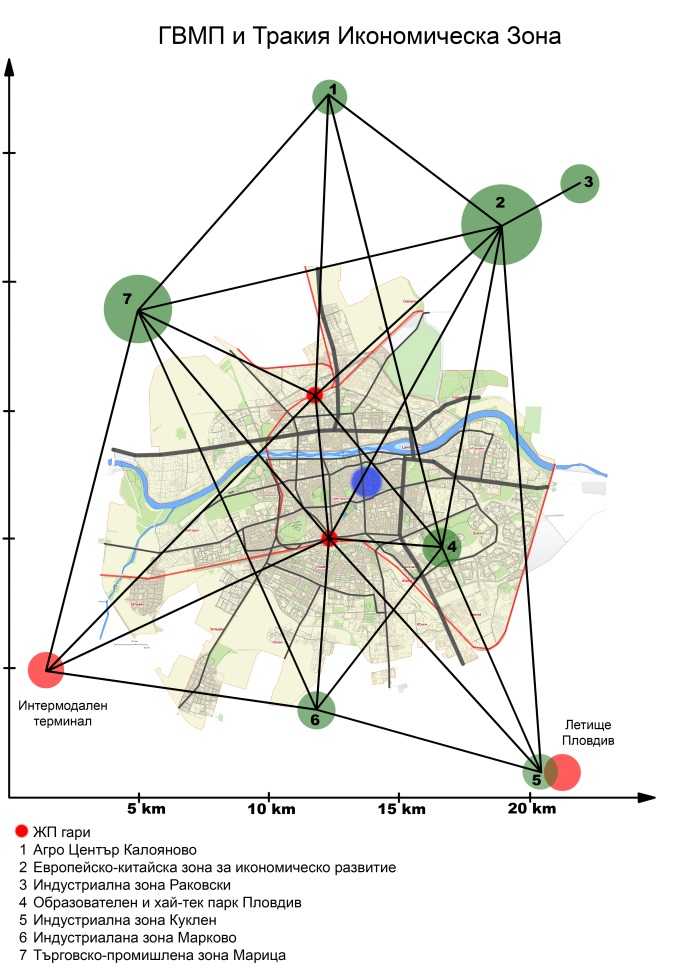 ГВМП и Тракия Икономическа Зона
1
2
3
7
4
6
5
Интермодален
терминал
Летище
Пловдив
5 km
10 km
15 km
20 km
ЖП гари
1 Агро Център Калояново
2 Европейско-китайска зона за икономическо развитие
3 Индустриална зона Раковски
4 Образователен и хай-тек парк Пловдив
5 Индустриална зона Куклен
6 Индустриалана зона Марково
7 Търговско-промишлена зона Марица